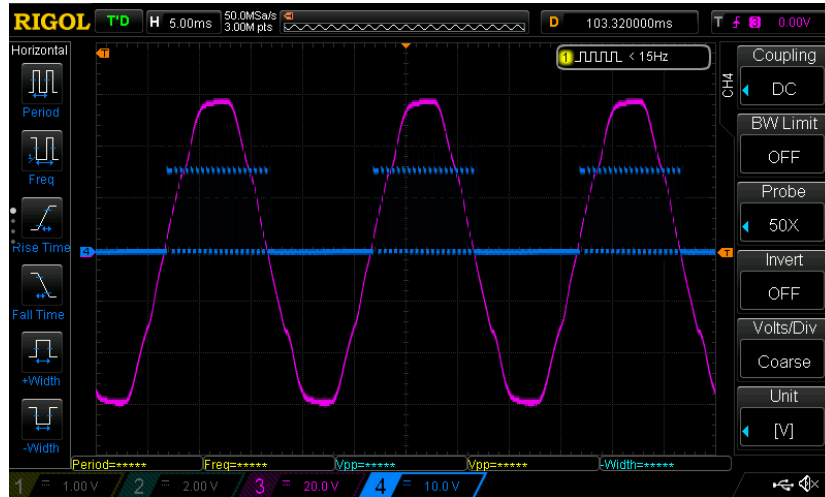 RIGOL T'D H 5.00ms 50.0MSa/s 3.00M pts D 103.320000ms T 3 0.00V
Horizontal
Period
Freq
Rise Time
Fall Time
+Width
-Width
T
1 < 15Hz
4
T
CH4
Coupling
DC
BW Limit
OFF
Probe
50X
Invert
OFF
Volts/Div
Coarse
Unit
[V]
Period=***** Freq=***** Vpp=***** Vpp=***** -Width=*****
1 = 1.00 V 2 = 2.00 V 3 = 20.0 V 4 = 10.0 V